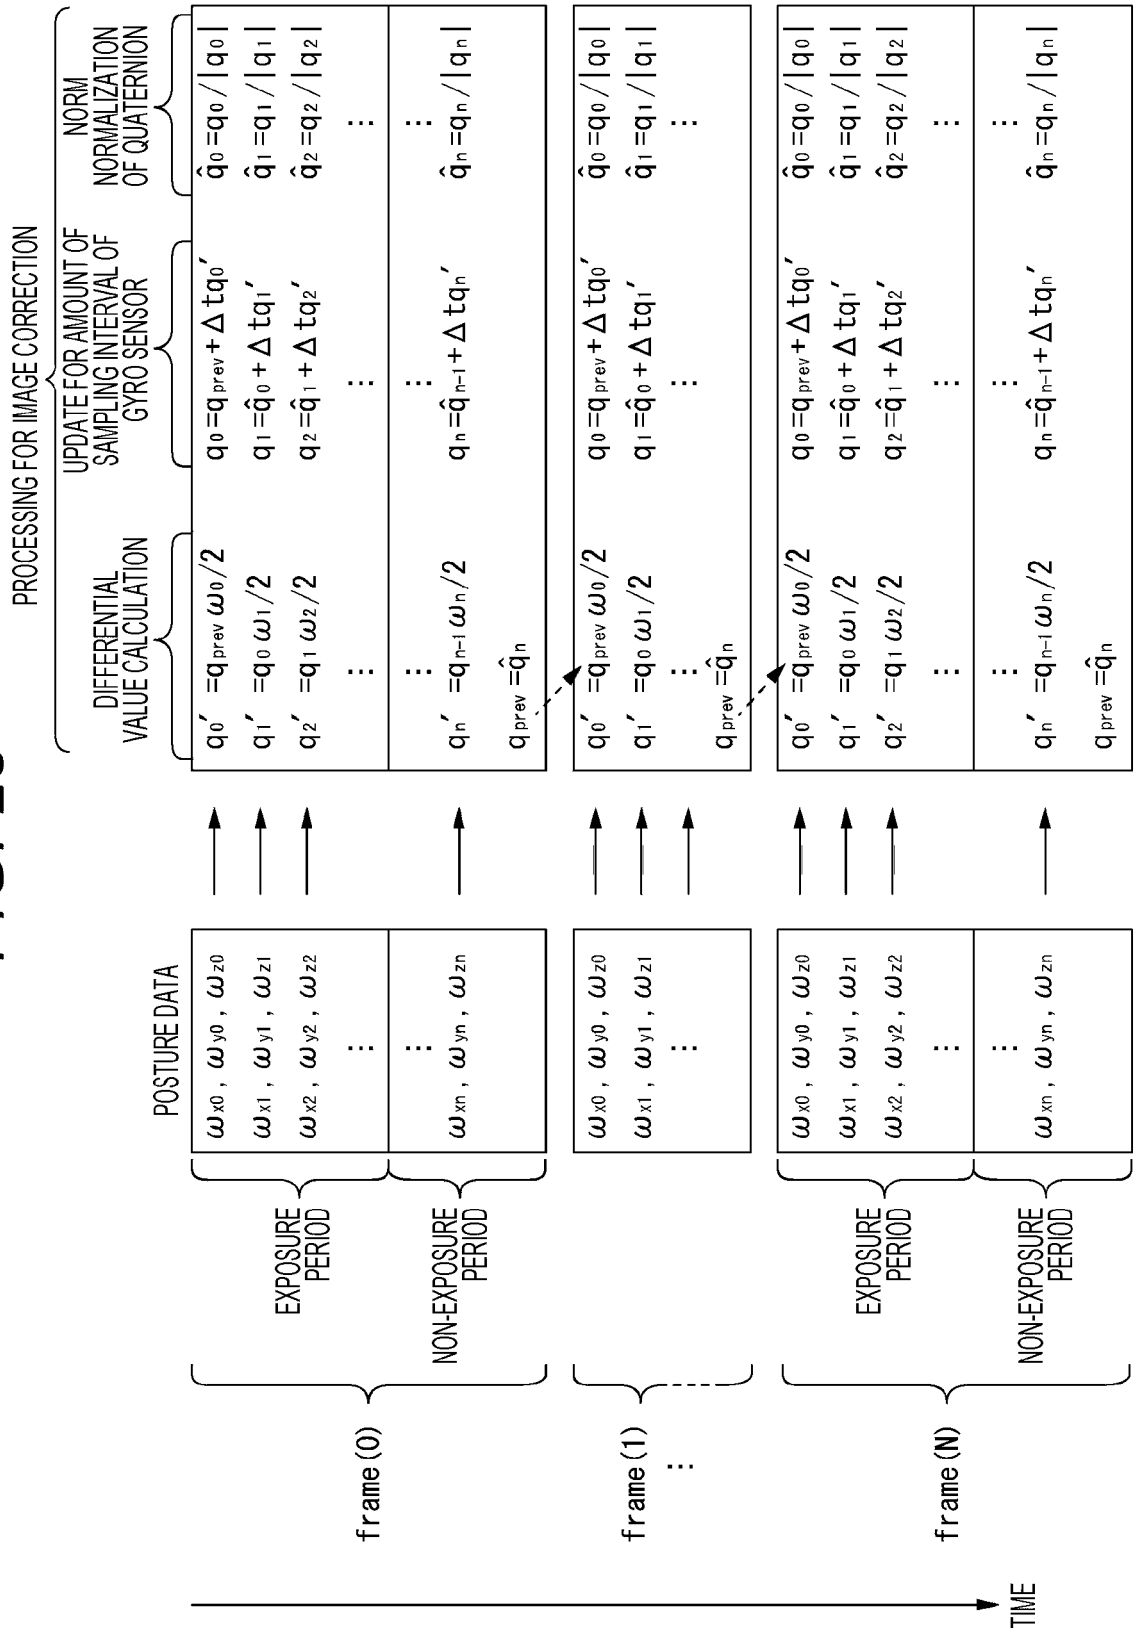 PROCESSING FOR IMAGE CORRECTION
POSTURE DATA
DIFFERENTIAL
VALUE CALCULATION
UPDATE FOR AMOUNT OF
SAMPLING INTERVAL OF
GYRO SENSOR
NORM
NORMALIZATION
OF QUATERNION
frame(0)
EXPOSURE
PERIOD
ωx0, ωy0, ωz0
q0′=qprev ω0/2
q0=qprev+Δtq0′
q̂0=q0/|q0|
ωx1, ωy1, ωz1
q1′=q0 ω1/2
q1=q̂0+Δtq1′
q̂1=q1/|q1|
ωx2, ωy2, ωz2
q2′=q1 ω2/2
q2=q̂1+Δtq2′
q̂2=q2/|q2|
⋯ ⋯ ⋯ ⋯
NON-EXPOSURE
PERIOD
⋯ ⋯ ⋯ ⋯
ωxn, ωyn, ωzn
qn′=qn-1 ωn/2
qn=q̂n-1+Δtqn′
q̂n=qn/|qn|
qprev=q̂n
frame(1)
⋯
ωx0, ωy0, ωz0
q0′=qprev ω0/2
q0=qprev+Δtq0′
q̂0=q0/|q0|
ωx1, ωy1, ωz1
q1′=q0 ω1/2
q1=q̂0+Δtq1′
q̂1=q1/|q1|
⋯ ⋯ ⋯ ⋯
qprev=q̂n
frame(N)
EXPOSURE
PERIOD
ωx0, ωy0, ωz0
q0′=qprev ω0/2
q0=qprev+Δtq0′
q̂0=q0/|q0|
ωx1, ωy1, ωz1
q1′=q0 ω1/2
q1=q̂0+Δtq1′
q̂1=q1/|q1|
ωx2, ωy2, ωz2
q2′=q1 ω2/2
q2=q̂1+Δtq2′
q̂2=q2/|q2|
⋯ ⋯ ⋯ ⋯
NON-EXPOSURE
PERIOD
⋯ ⋯ ⋯ ⋯
ωxn, ωyn, ωzn
qn′=qn-1 ωn/2
qn=q̂n-1+Δtqn′
q̂n=qn/|qn|
qprev=q̂n
TIME